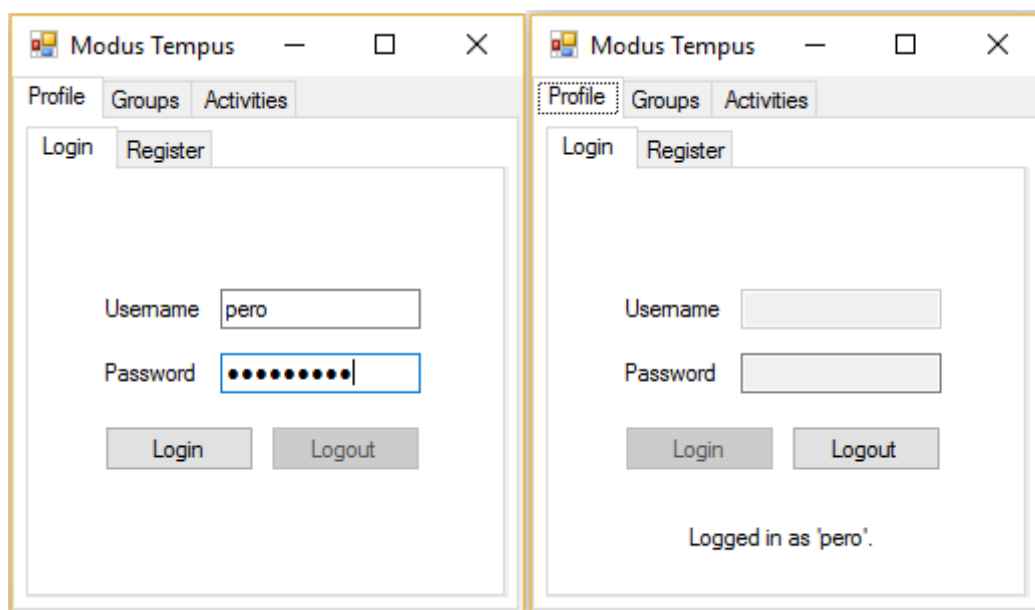 Modus Tempus
Profile Groups Activities
Login Register
Username pero
Password ●●●●●●●●●
Login Logout
Modus Tempus
Profile Groups Activities
Login Register
Username
Password
Login Logout
Logged in as 'pero'.